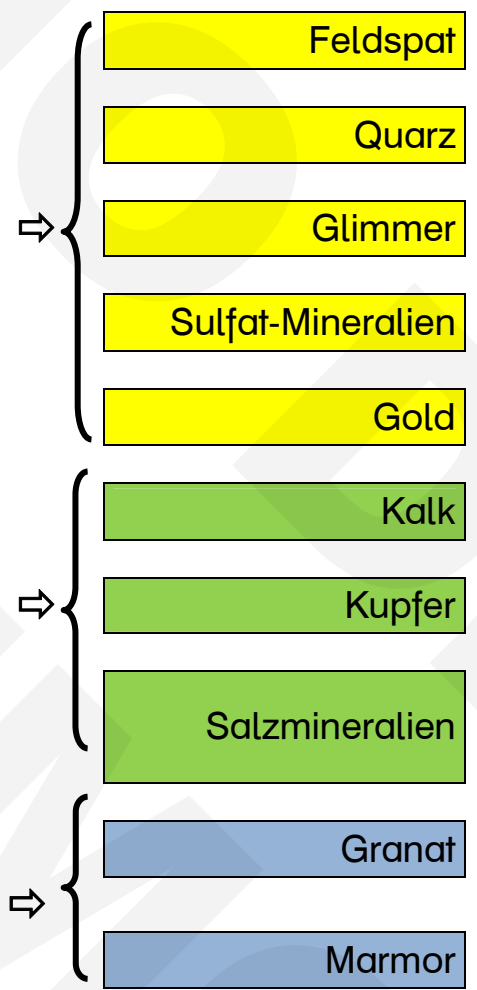 Feldspat
Quarz
Glimmer
Sulfat-Mineralien
Gold
Kalk
Kupfer
Salzmineralien
Granat
Marmor